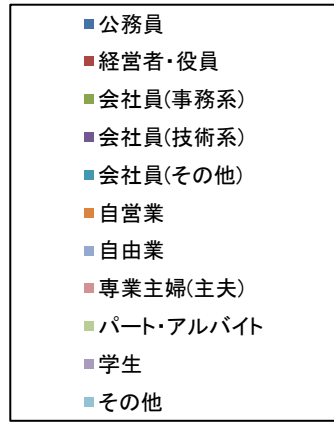 公務員
経営者・役員
会社員(事務系)
会社員(技術系)
会社員(その他)
自営業
自由業
専業主婦(主夫)
パート・アルバイト
学生
その他